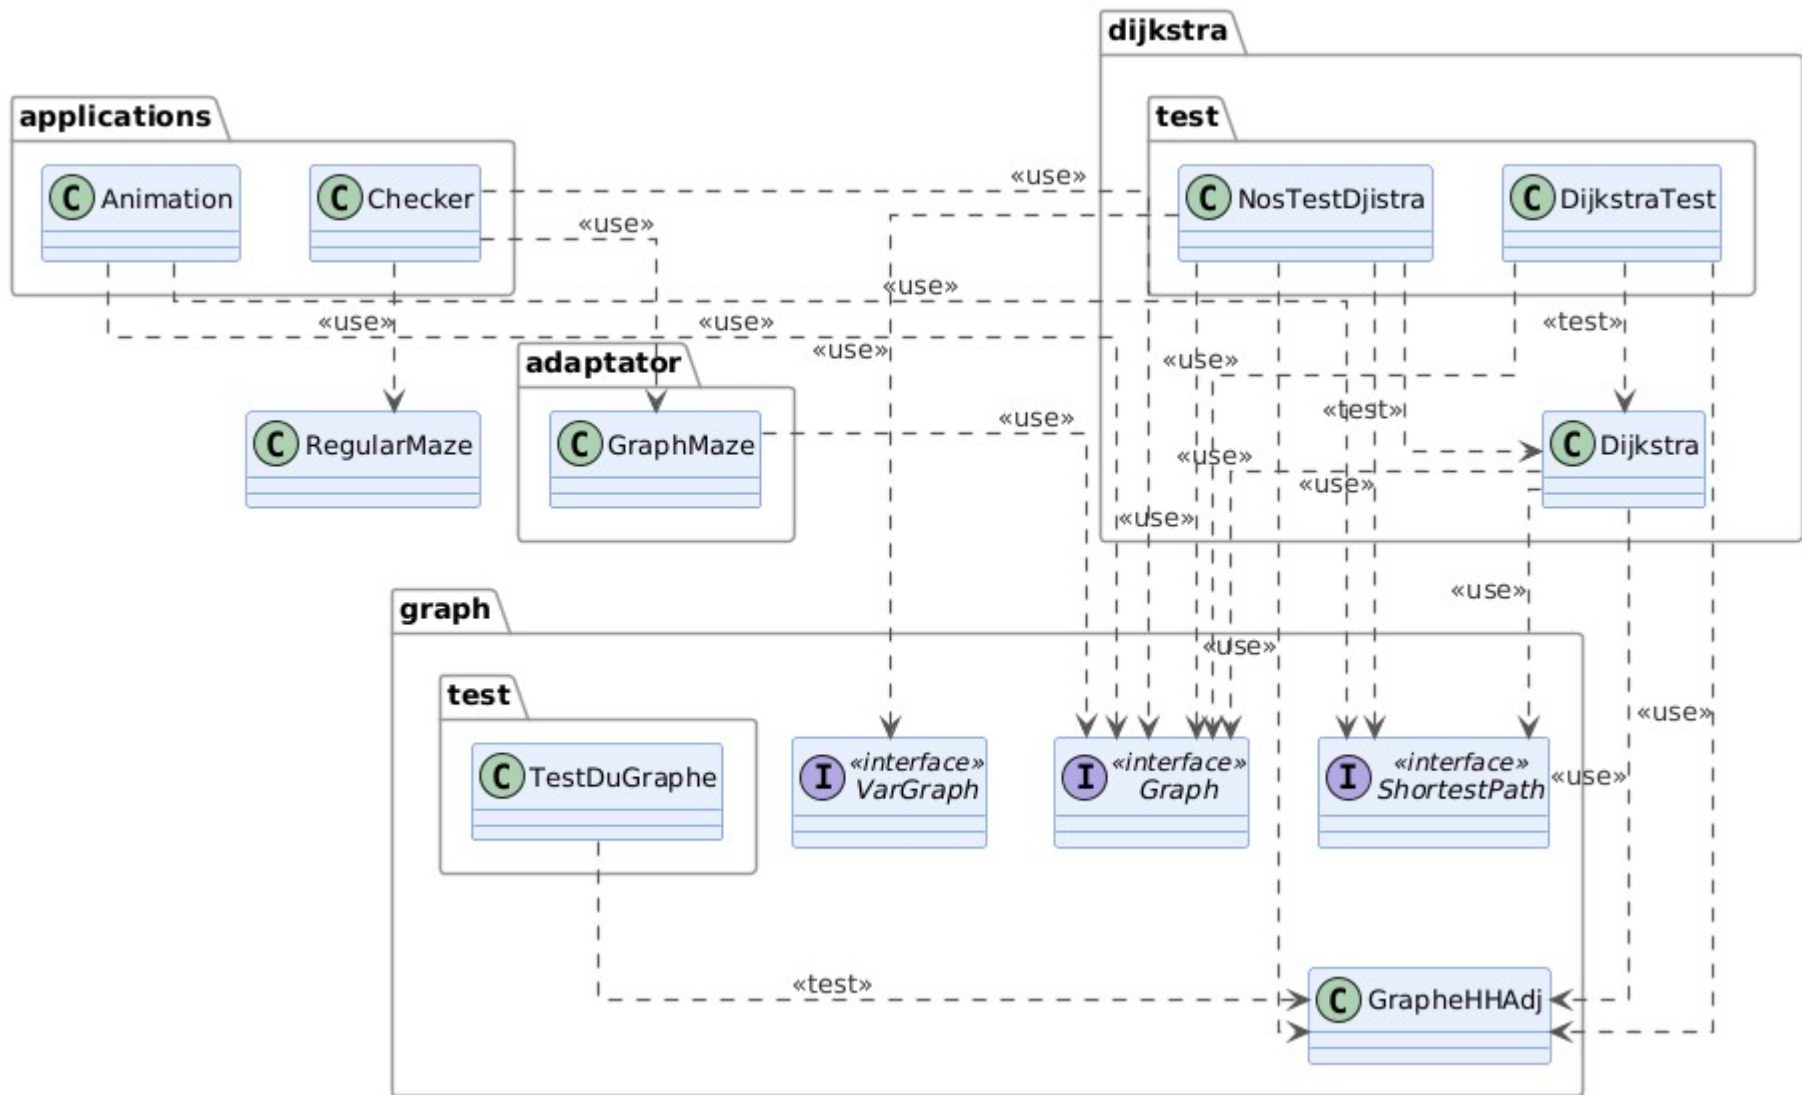 dijkstra
applications
test
C Animation
C Checker
«use»
C NosTestDjistra
C DijkstraTest
«use»
«use»
«use»
«use»
«test»
«use»
adaptator
«use»
«test»
C RegularMaze
C GraphMaze
«use»
C Dijkstra
«use»
«use»
«use»
«use»
graph
«use»
test
«use»
C TestDuGraphe
I «interface»
VarGraph
I «interface»
Graph
I «interface»
ShortestPath
«use»
«test»
C GrapheHHAdj